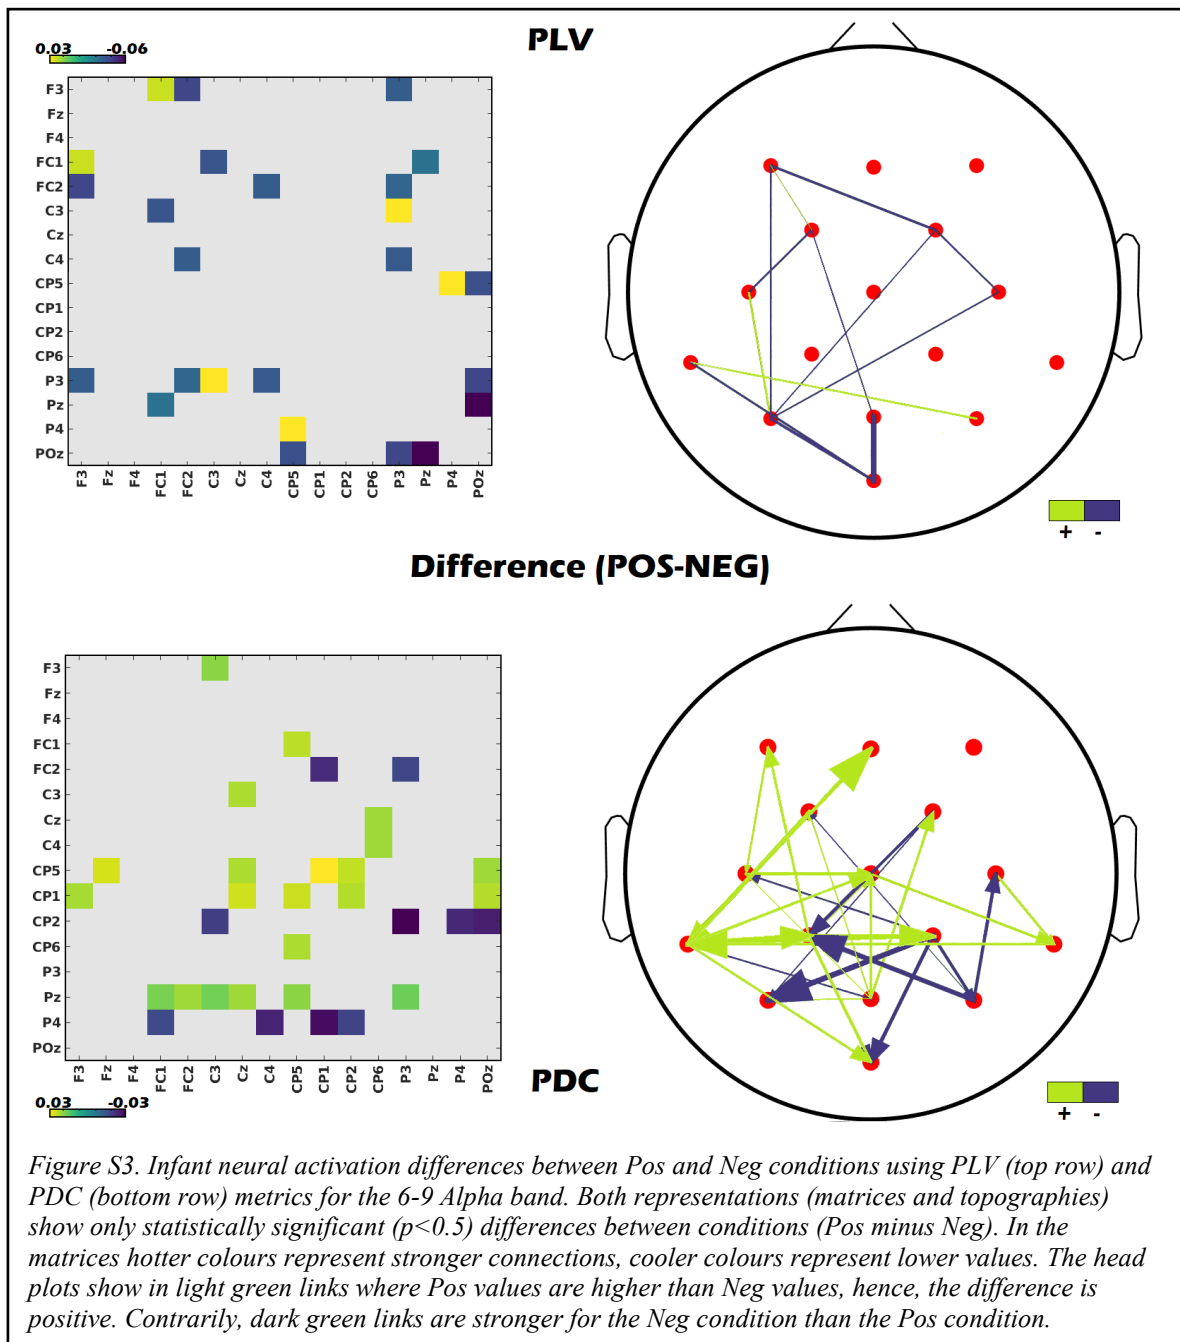 PLV
0.03 -0.06
F3
Fz
F4
FC1
FC2
C3
Cz
C4
CP5
CP1
CP2
CP6
P3
Pz
P4
POz
F3 Fz F4 FC1 FC2 C3 Cz C4 CP5 CP1 CP2 CP6 P3 Pz P4 POz
+ -
Difference (POS-NEG)
F3
Fz
F4
FC1
FC2
C3
Cz
C4
CP5
CP1
CP2
CP6
P3
Pz
P4
POz
F3 Fz F4 FC1 FC2 C3 Cz C4 CP5 CP1 CP2 CP6 P3 Pz P4 POz
0.03 -0.03
PDC
+ -
Figure S3. Infant neural activation differences between Pos and Neg conditions using PLV (top row) and
PDC (bottom row) metrics for the 6-9 Alpha band. Both representations (matrices and topographies)
show only statistically significant (p<0.5) differences between conditions (Pos minus Neg). In the
matrices hotter colours represent stronger connections, cooler colours represent lower values. The head
plots show in light green links where Pos values are higher than Neg values, hence, the difference is
positive. Contrarily, dark green links are stronger for the Neg condition than the Pos condition.